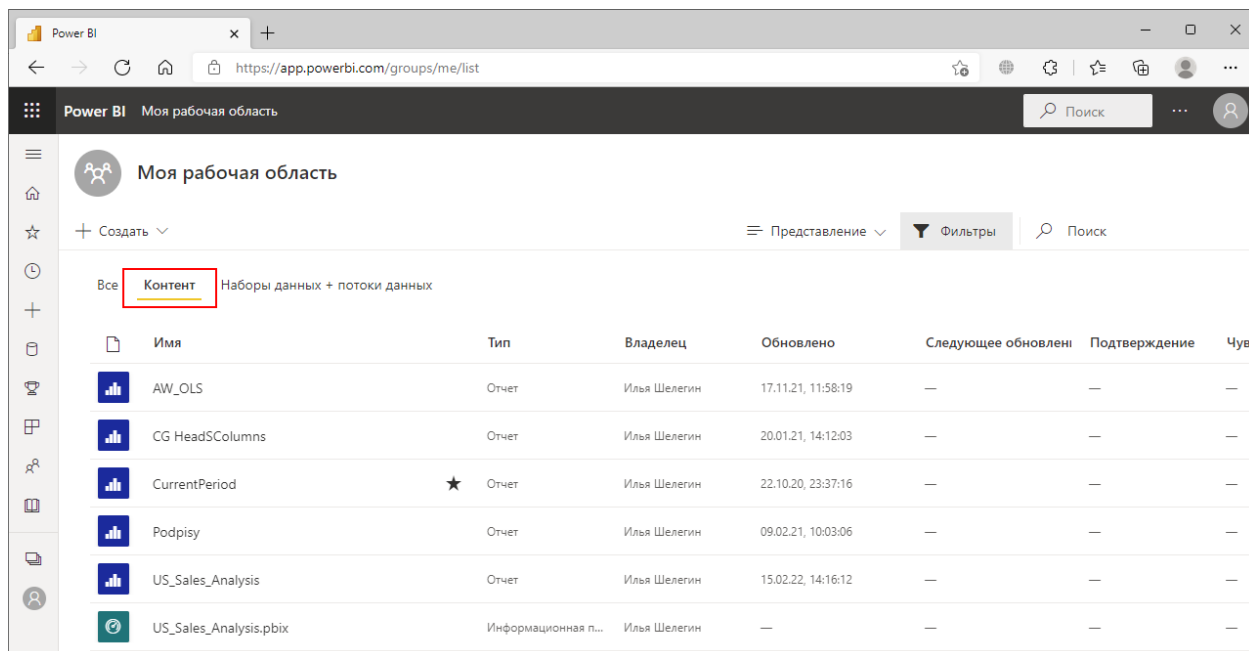 Power BI
https://app.powerbi.com/groups/me/list
Power BI Моя рабочая область Поиск
Моя рабочая область
Создать Представление Фильтры Поиск
Все Контент Наборы данных + потоки данных
Имя Тип Владелец Обновлено Следующее обновлени Подтверждение Чув
AW_OLS Отчет Илья Шелегин 17.11.21, 11:58:19 — — —
CG HeadSColumns Отчет Илья Шелегин 20.01.21, 14:12:03 — — —
CurrentPeriod Отчет Илья Шелегин 22.10.20, 23:37:16 — — —
Podpisy Отчет Илья Шелегин 09.02.21, 10:03:06 — — —
US_Sales_Analysis Отчет Илья Шелегин 15.02.22, 14:16:12 — — —
US_Sales_Analysis.pbix Информационная п... Илья Шелегин — — — —